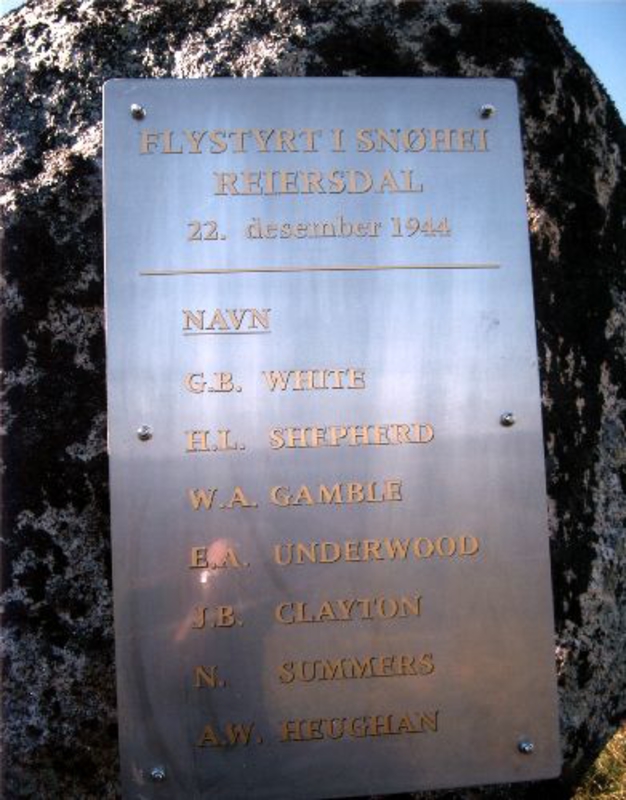 FLYSTYRT I SNØHEI
REIERSDAL
22. desember 1944
NAVN
G.B. WHITE
H.L. SHEPHERD
W.A. GAMBLE
E.A. UNDERWOOD
J.B. CLAYTON
N. SUMMERS
A.W. HEUGHAN